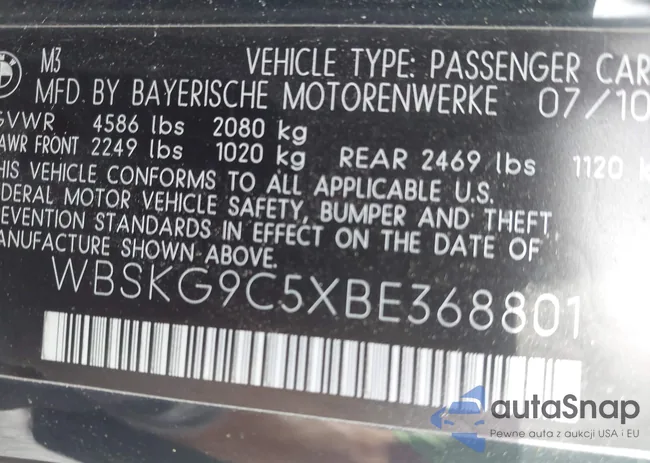 M3
VEHICLE TYPE: PASSENGER CAR
MFD. BY BAYERISCHE MOTORENWERKE 07/10
GVWR 4586 lbs 2080 kg
AWR FRONT 2249 lbs 1020 kg REAR 2469 lbs 1120 k
HIS VEHICLE CONFORMS TO ALL APPLICABLE U.S.
EDERAL MOTOR VEHICLE SAFETY, BUMPER AND THEFT
EVENTION STANDARDS IN EFFECT ON THE DATE OF
ANUFACTURE SHOWN ABOVE.
WBSKG9C5XBE368801
autaSnap
Pewne auta z aukcji USA i EU